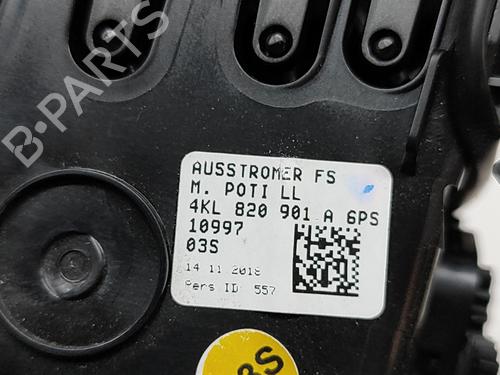 B-PARTS
AUSSTROMER FS
M. POTI LL
4KL 820 901 A 6PS
10997
03S
14 11 2018
Pers ID: 557